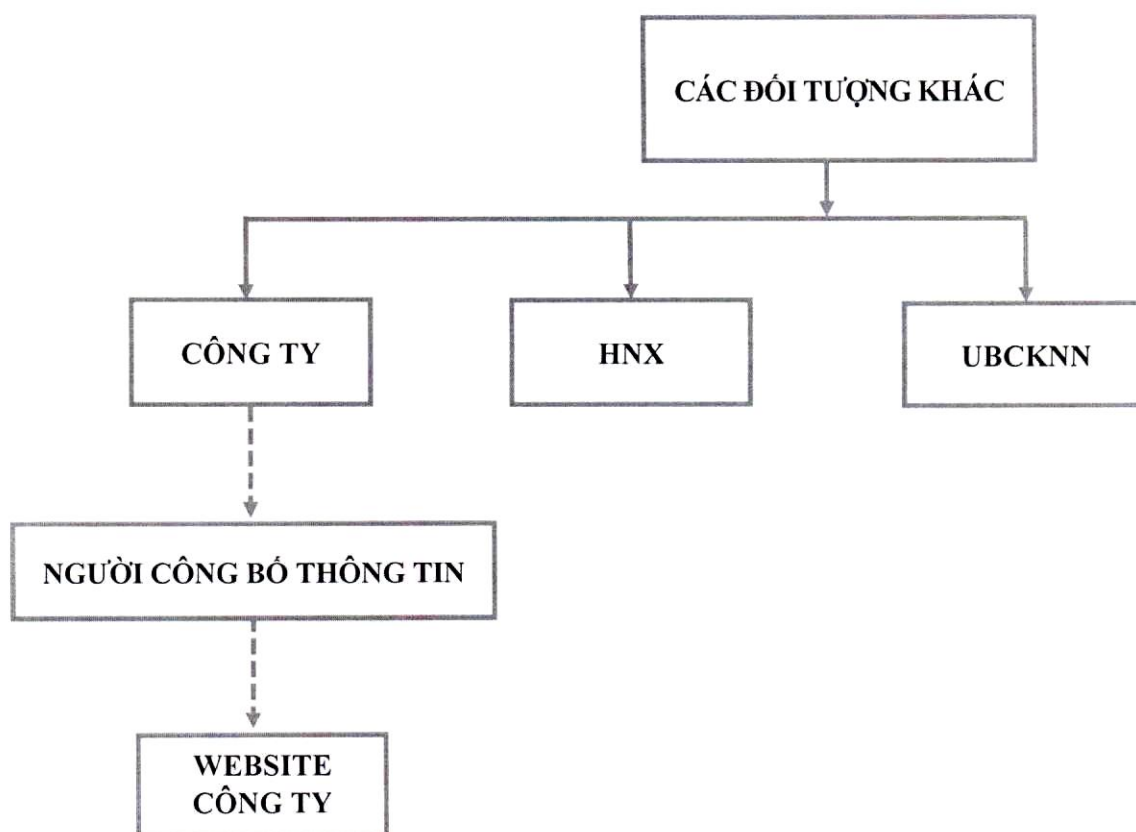 CÁC ĐỐI TƯỢNG KHÁC
CÔNG TY
HNX
UBCKNN
NGƯỜI CÔNG BỐ THÔNG TIN
WEBSITE
CÔNG TY